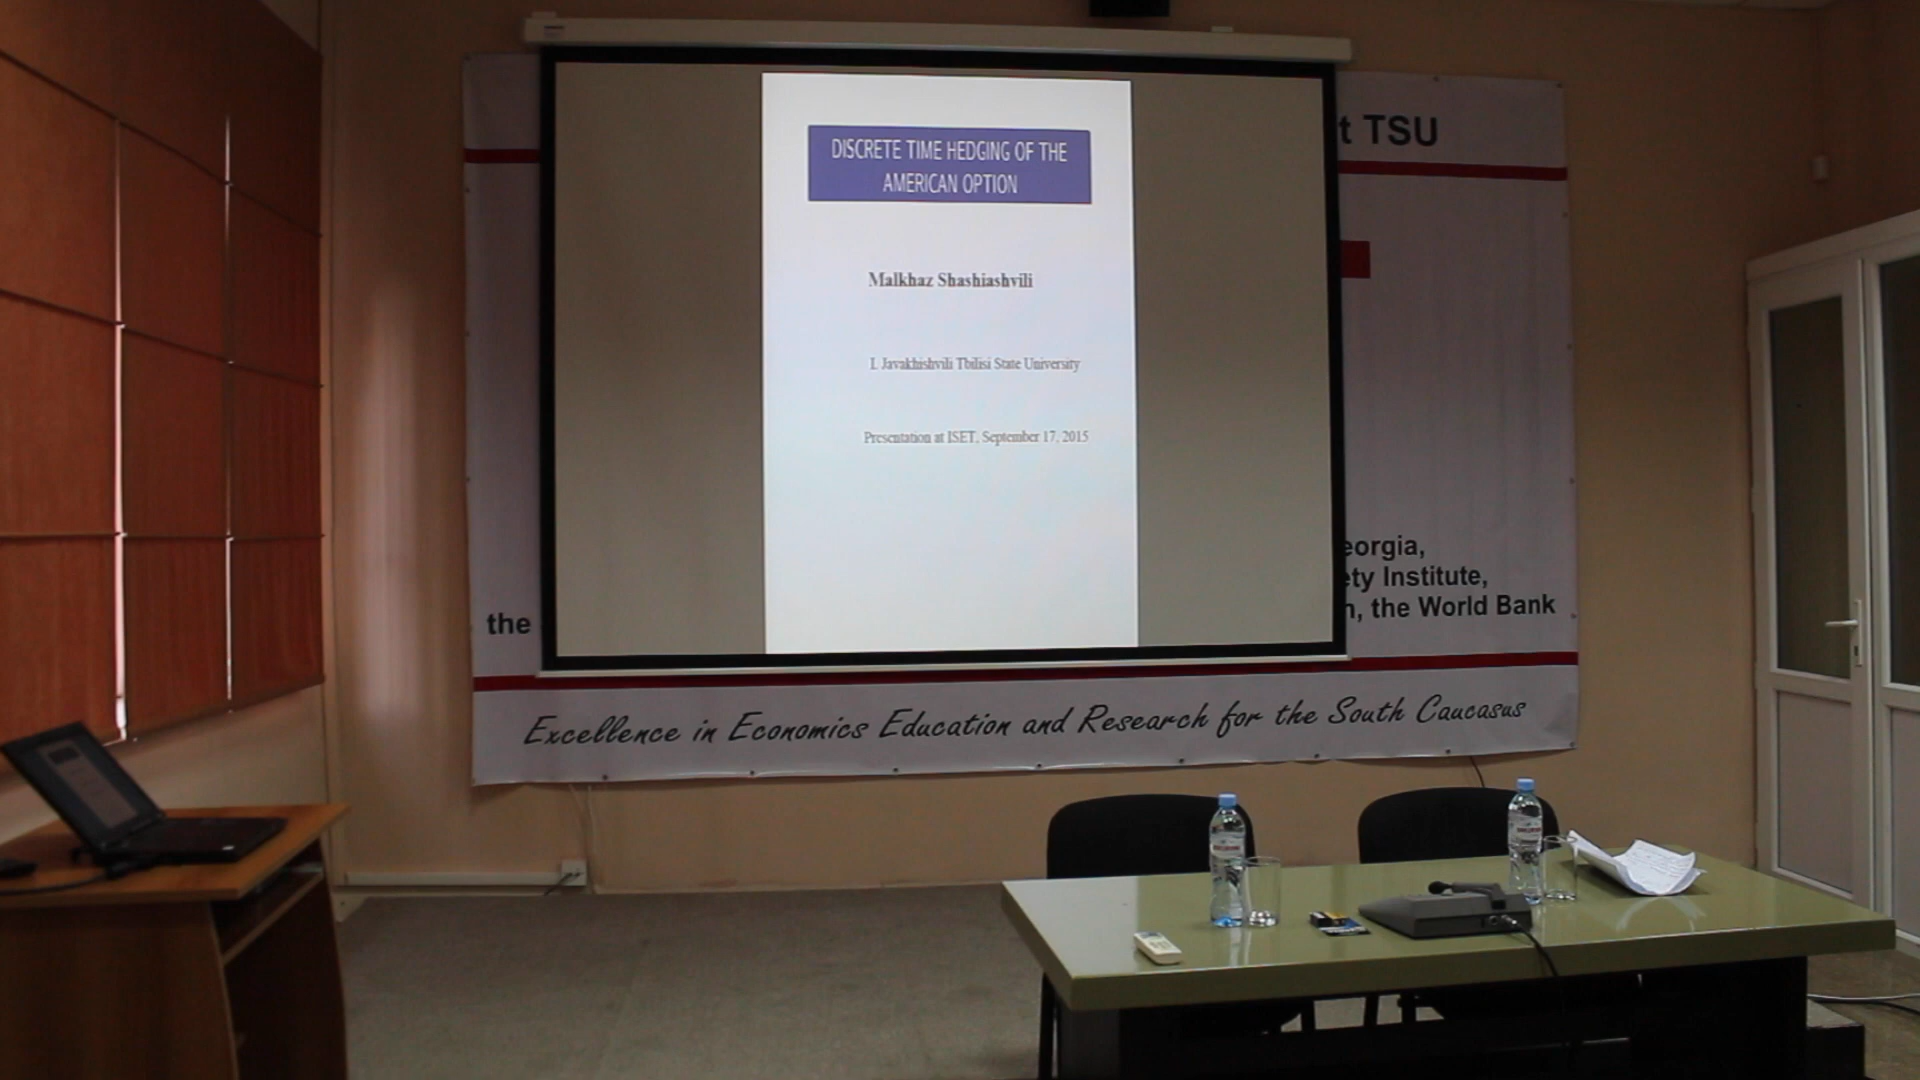 t TSU
DISCRETE TIME HEDGING OF THE
AMERICAN OPTION
Malkhaz Shashiashvili
I. Javakhishvili Tbilisi State University
Presentation at ISET, September 17, 2015
eorgia,
ety Institute,
the
n, the World Bank
Excellence in Economics Education and Research for the South Caucasus